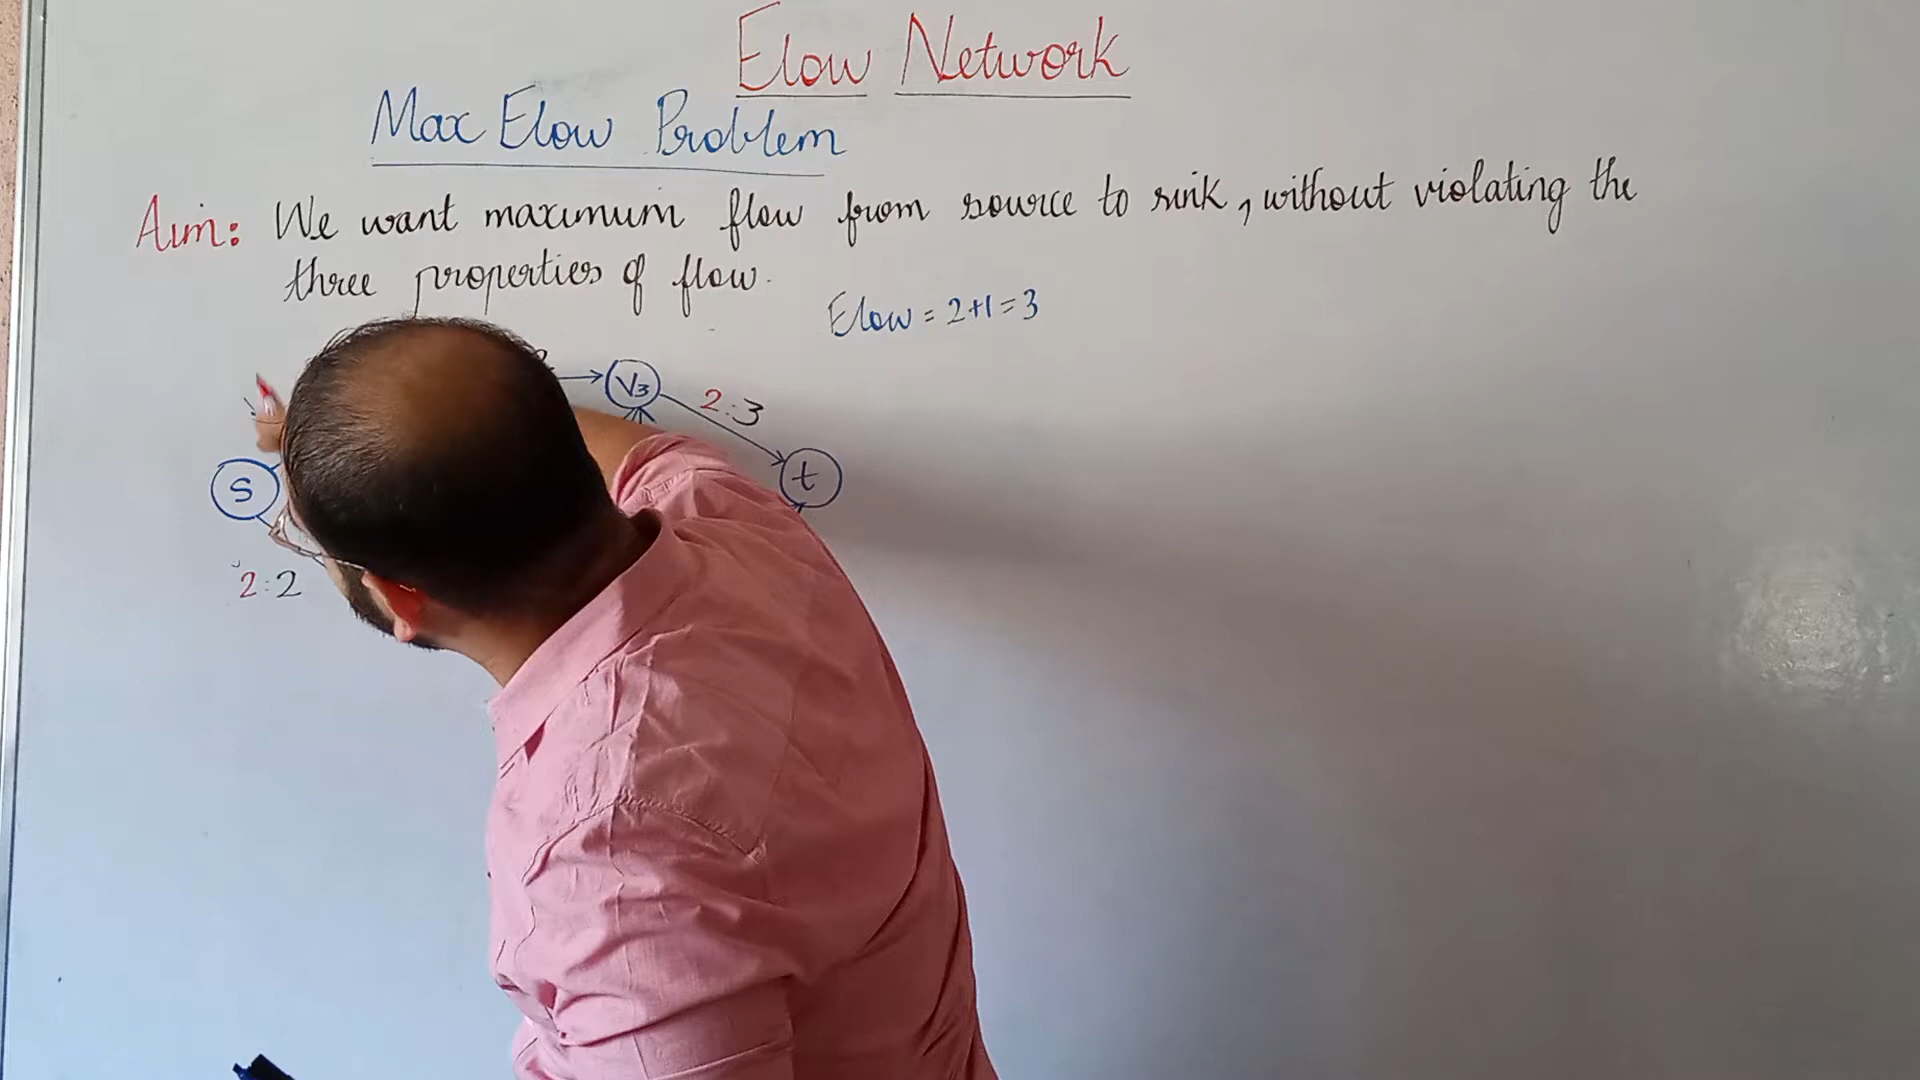 Flow Network
Max Flow Problem
Aim: We want maximum flow from source to sink, without violating the
three properties of flow.
Flow = 2+1=3
V3
2:3
S
t
2:2